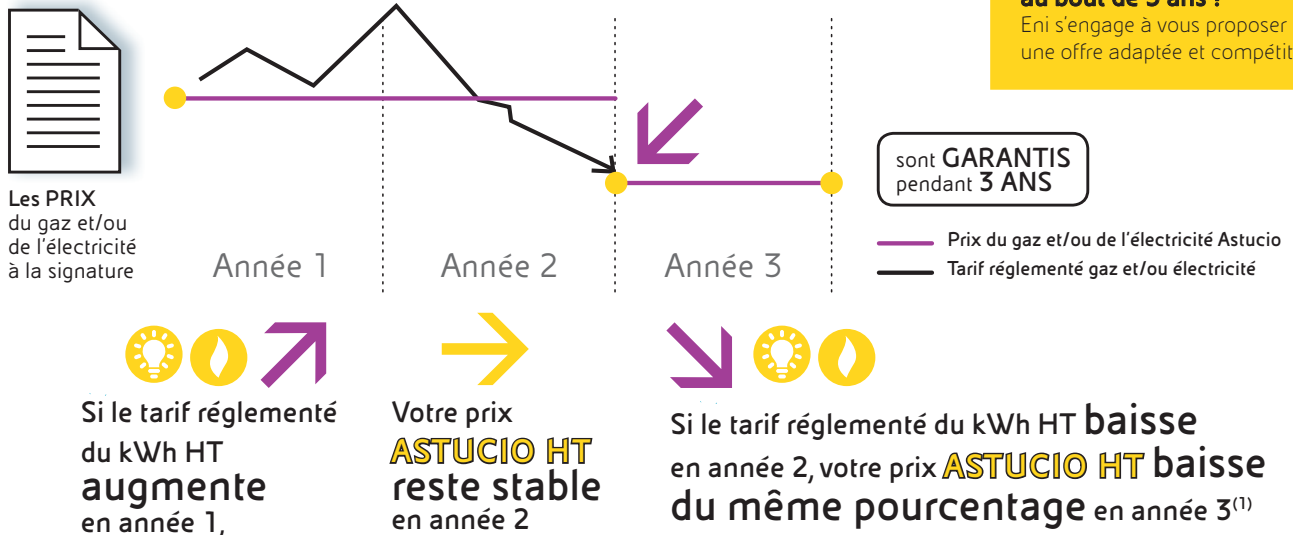 au bout de 3 ans ?
Eni s'engage à vous proposer
une offre adaptée et
Les PRIX
du gaz et/ou
de l'électricité
à la signature
Année 1
Année 2
Année 3
sont GARANTIS
pendant 3 ANS
Prix du gaz et/ou de l'électricité Astucio
Tarif réglementé gaz et/ou électricité
Si le tarif réglementé
du kWh HT
augmente
en année 1,
Votre prix
ASTUCIO HT
reste stable
en année 2
Si le tarif réglementé du kWh HT baisse
en année 2, votre prix ASTUCIO HT baisse
du même pourcentage en année 3(1)